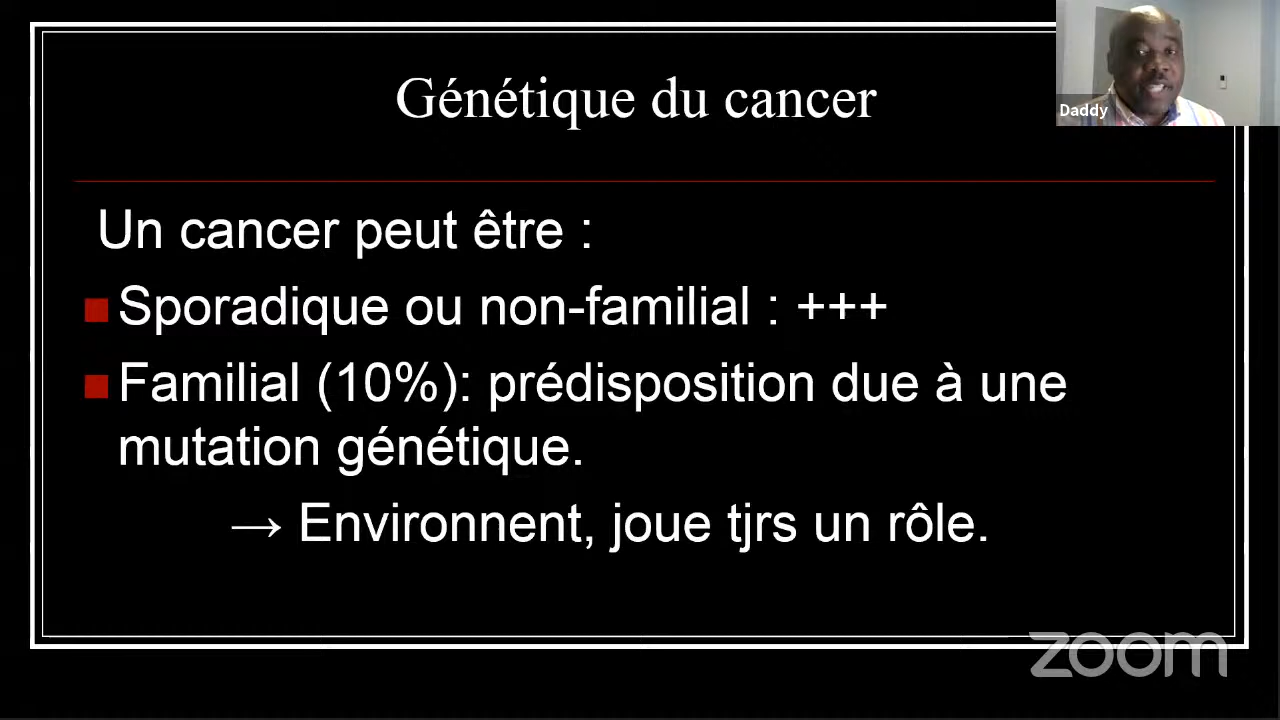 Génétique du cancer
Daddy
Un cancer peut être :
Sporadique ou non-familial : +++
Familial (10%): prédisposition due à une
mutation génétique.
→ Environnent, joue tjrs un rôle.
zoom